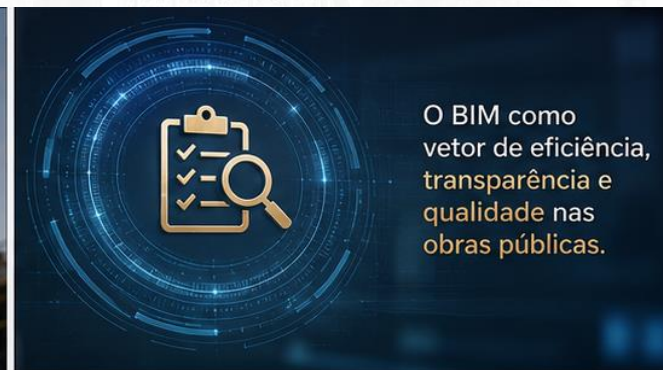 O BIM como
vetor de eficiência,
transparência e
qualidade nas
obras públicas.